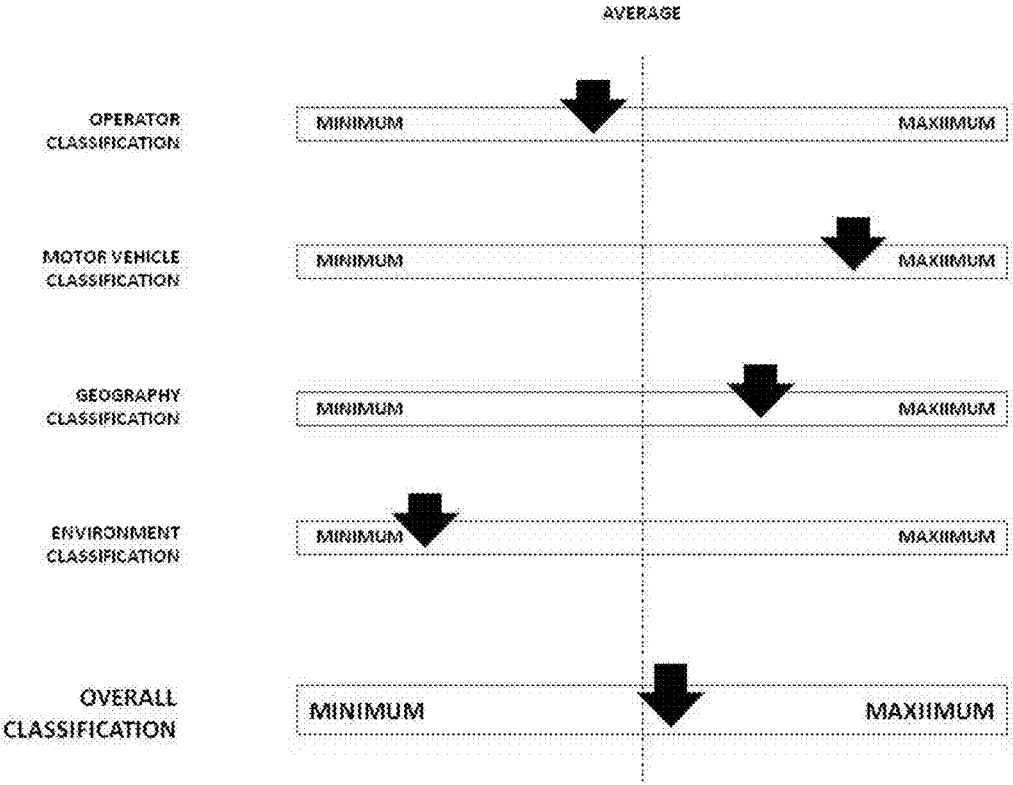 AVERAGE
OPERATOR
CLASSIFICATION
MINIMUM
MAXIIMUM
MOTOR VEHICLE
CLASSIFICATION
MINIMUM
MAXIIMUM
GEOGRAPHY
CLASSIFICATION
MINIMUM
MAXIIMUM
ENVIRONMENT
CLASSIFICATION
MINIMUM
MAXIIMUM
OVERALL
CLASSIFICATION
MINIMUM
MAXIIMUM